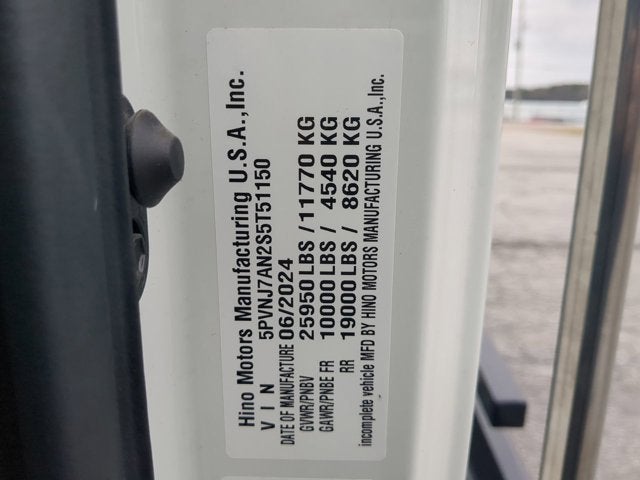 Hino Motors Manufacturing U.S.A.,Inc.
VIN 5PVNJ7AN2S5T51150
DATE OF MANUFACTURE 06/2024
GVWR/PNBV 25950 LBS / 11770 KG
GAWR/PNBE FR 10000 LBS / 4540 KG
RR 19000 LBS / 8620 KG
incomplete vehicle MFD BY HINO MOTORS MANUFACTURING U.S.A.,Inc.